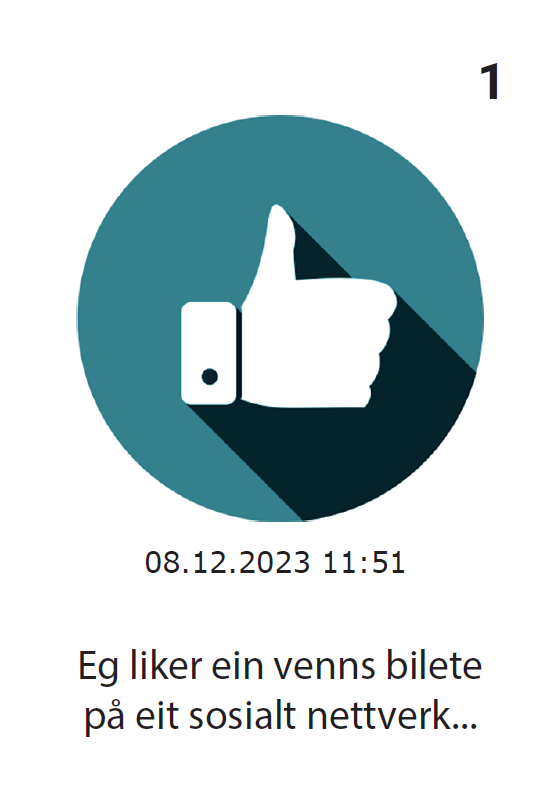 1
08.12.2023 11:51
Eg liker ein venns bilete
på eit sosialt nettverk...